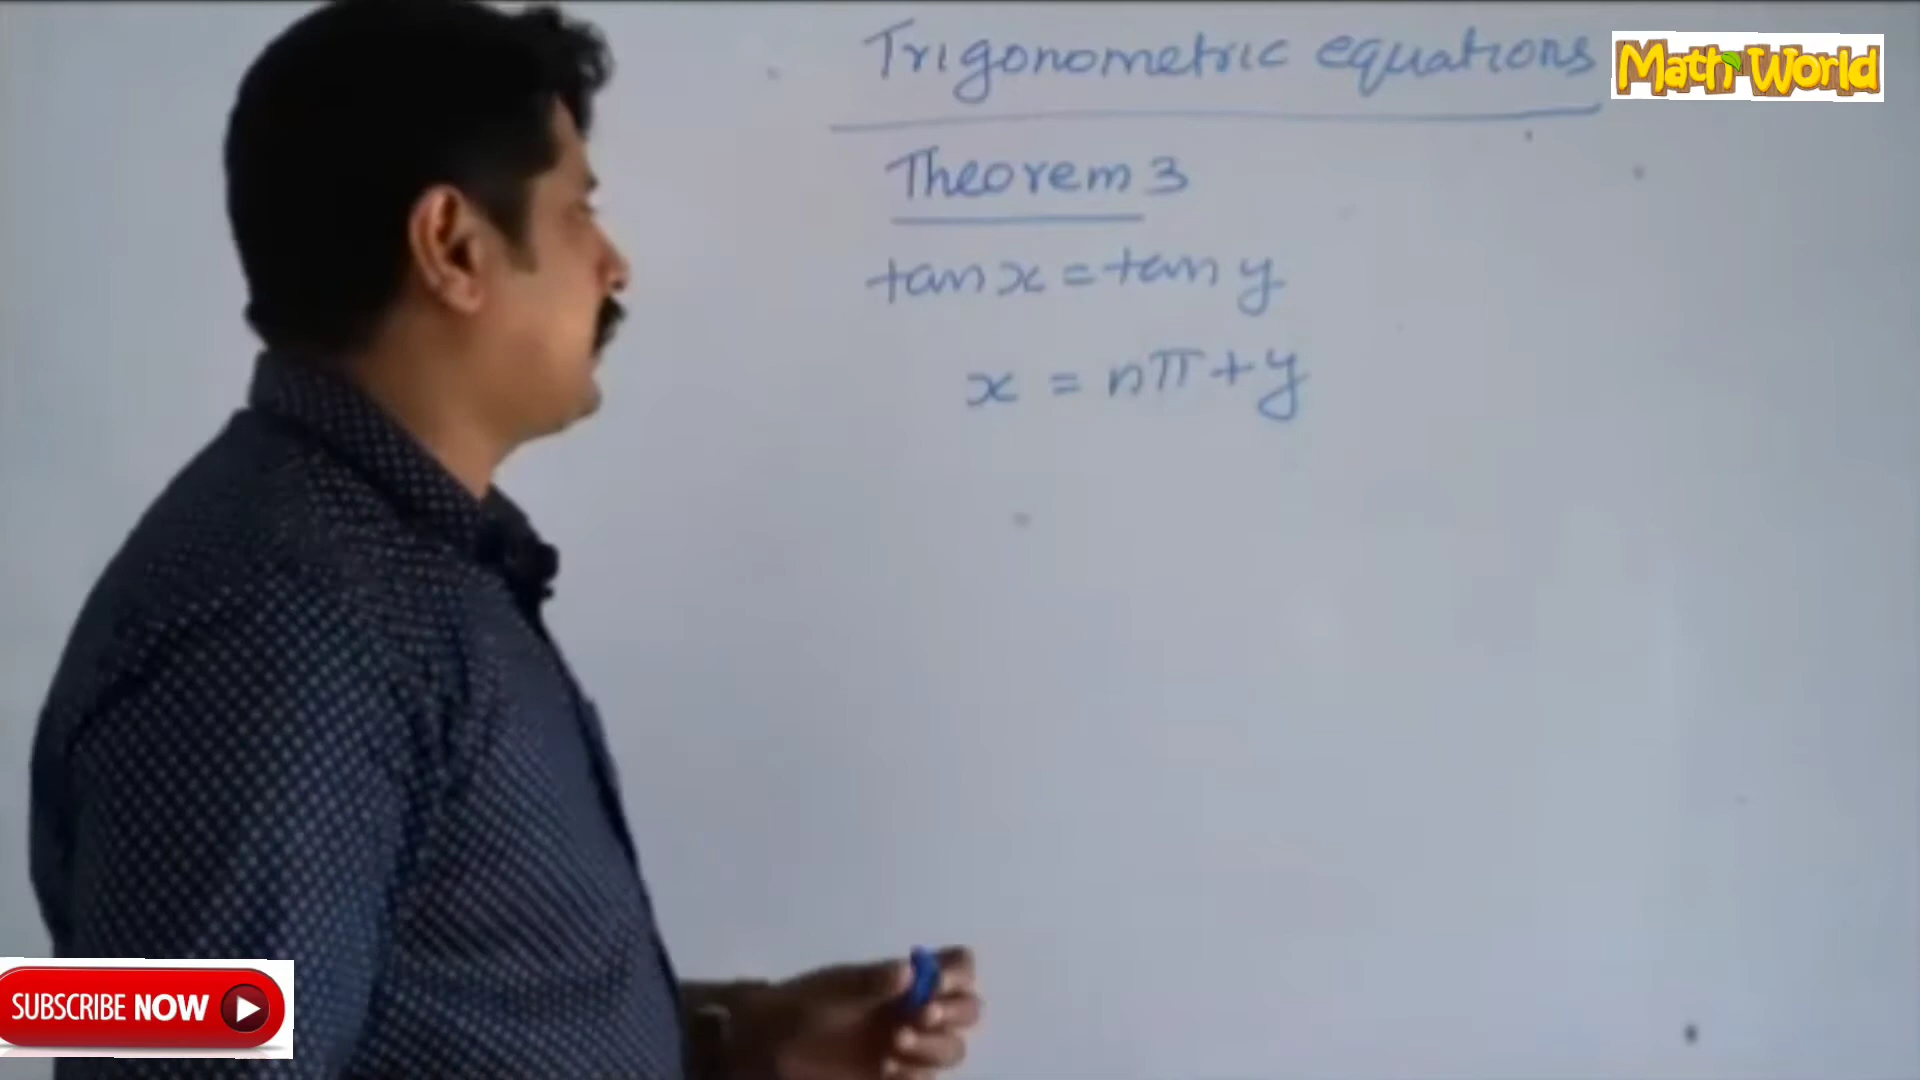 Trigonometric equations
Math World
Theorem 3
tan x = tan y
x = nπ + y
SUBSCRIBE NOW